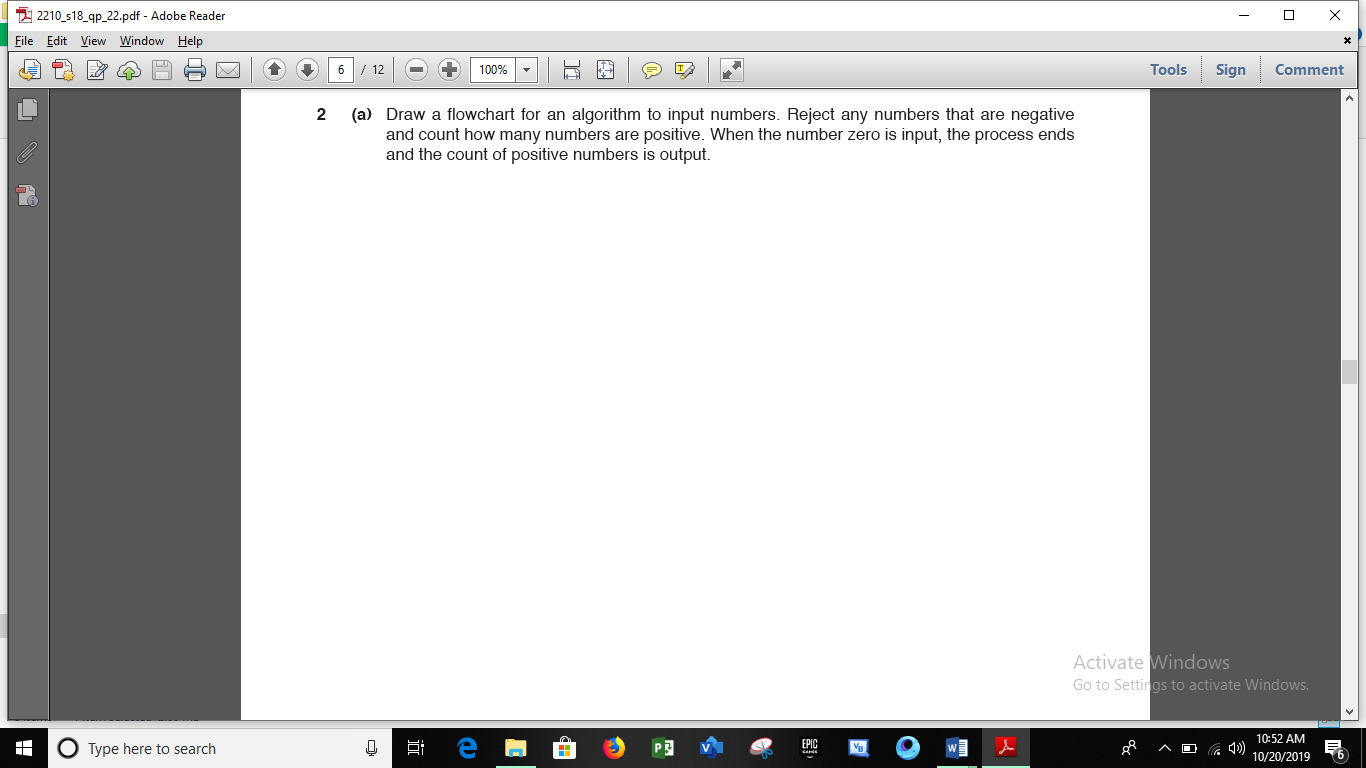 2210_s18_qp_22.pdf - Adobe Reader
File Edit View Window Help
6 / 12 100% Tools Sign Comment
2 (a) Draw a flowchart for an algorithm to input numbers. Reject any numbers that are negative
and count how many numbers are positive. When the number zero is input, the process ends
and the count of positive numbers is output.
Activate Windows
Go to Settings to activate Windows.
Type here to search
10:52 AM
10/20/2019
6